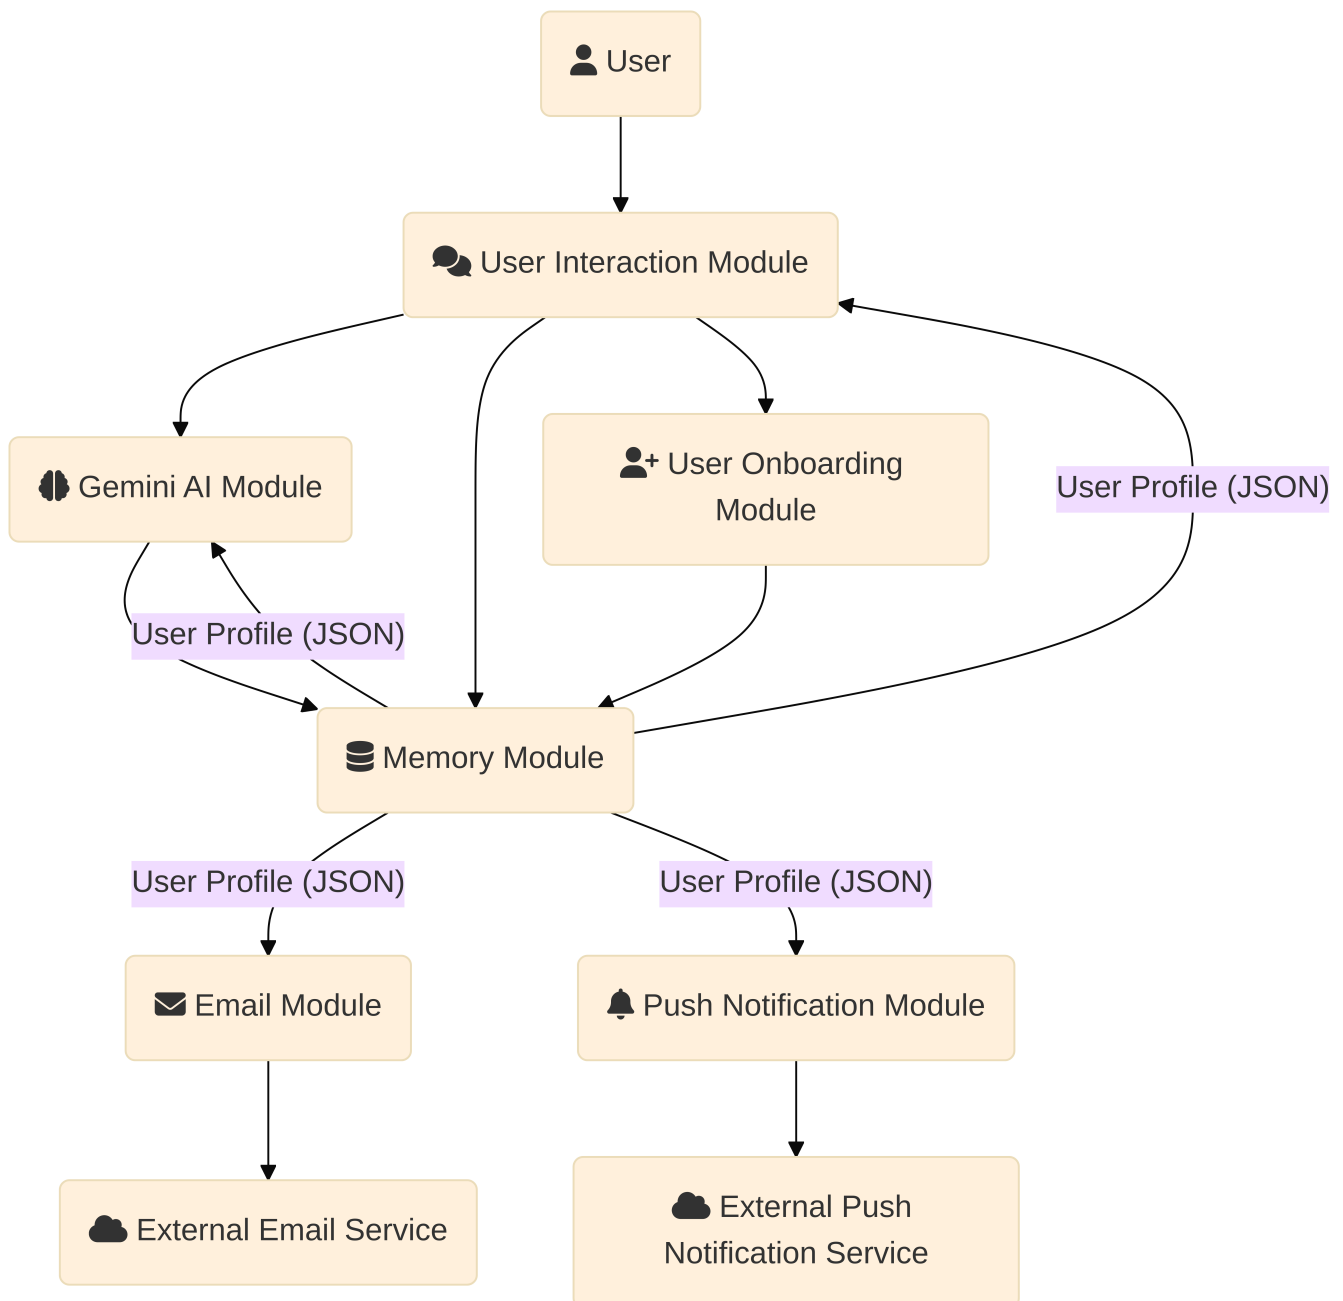 User
User Interaction Module
User Onboarding
Module
Gemini AI Module
User Profile (JSON)
User Profile (JSON)
Memory Module
User Profile (JSON)
User Profile (JSON)
Email Module
Push Notification Module
External Push
Notification Service
External Email Service